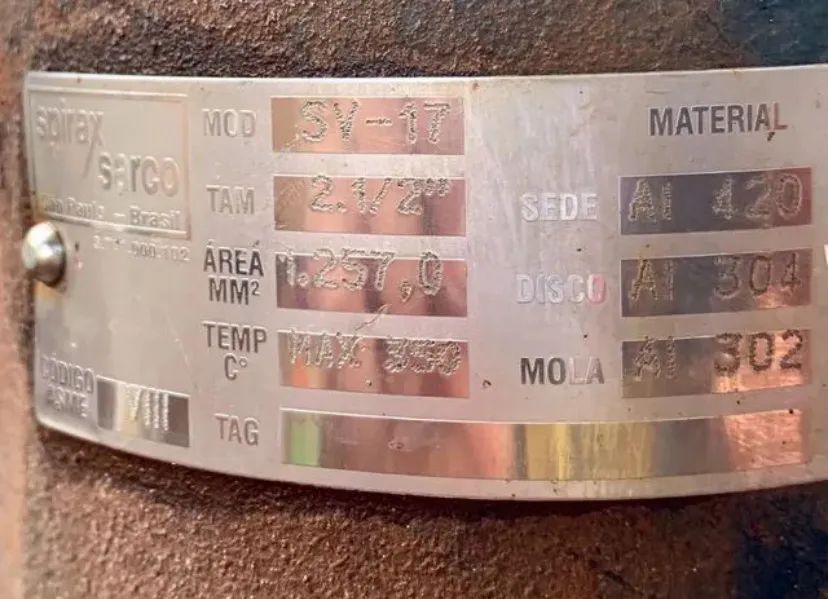 spirax
sarco
São Paulo - Brasil
MOD SV-17
TAM 2.1/2"
ÁREA MM² 1.257,0
TEMP C° MAX
CÓDIGO ASME VIII
TAG
MATERIAL
SEDE AI 420
DISCO AI 304
MOLA AI 302